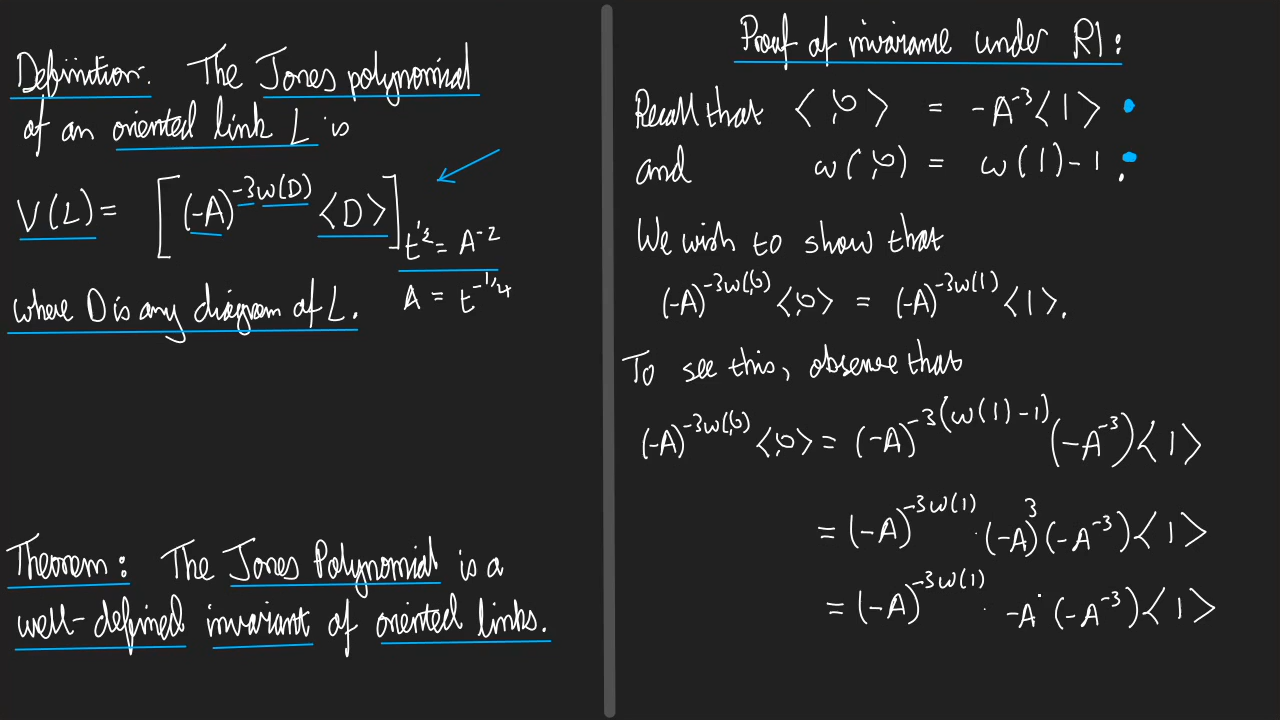 Definition. The Jones polynomial
of an oriented link L is
V(L) = [(-A)^{-3w(D)} <D>]_{t^{1/2} = A^{-2}}
A = t^{-1/4}
where D is any diagram of L.
Theorem: The Jones Polynomial is a
well-defined invariant of oriented links.
Proof of invariance under R1:
Recall that < > = -A^{-3} < | >
and w( ) = w( | ) - 1.
We wish to show that
(-A)^{-3w( )} < > = (-A)^{-3w( | )} < | >.
To see this, observe that
(-A)^{-3w( )} < > = (-A)^{-3(w( | ) - 1)} (-A^{-3}) < | >
= (-A)^{-3w( | )} · (-A)^3 (-A^{-3}) < | >
= (-A)^{-3w( | )} · -A (-A^{-3}) < | >